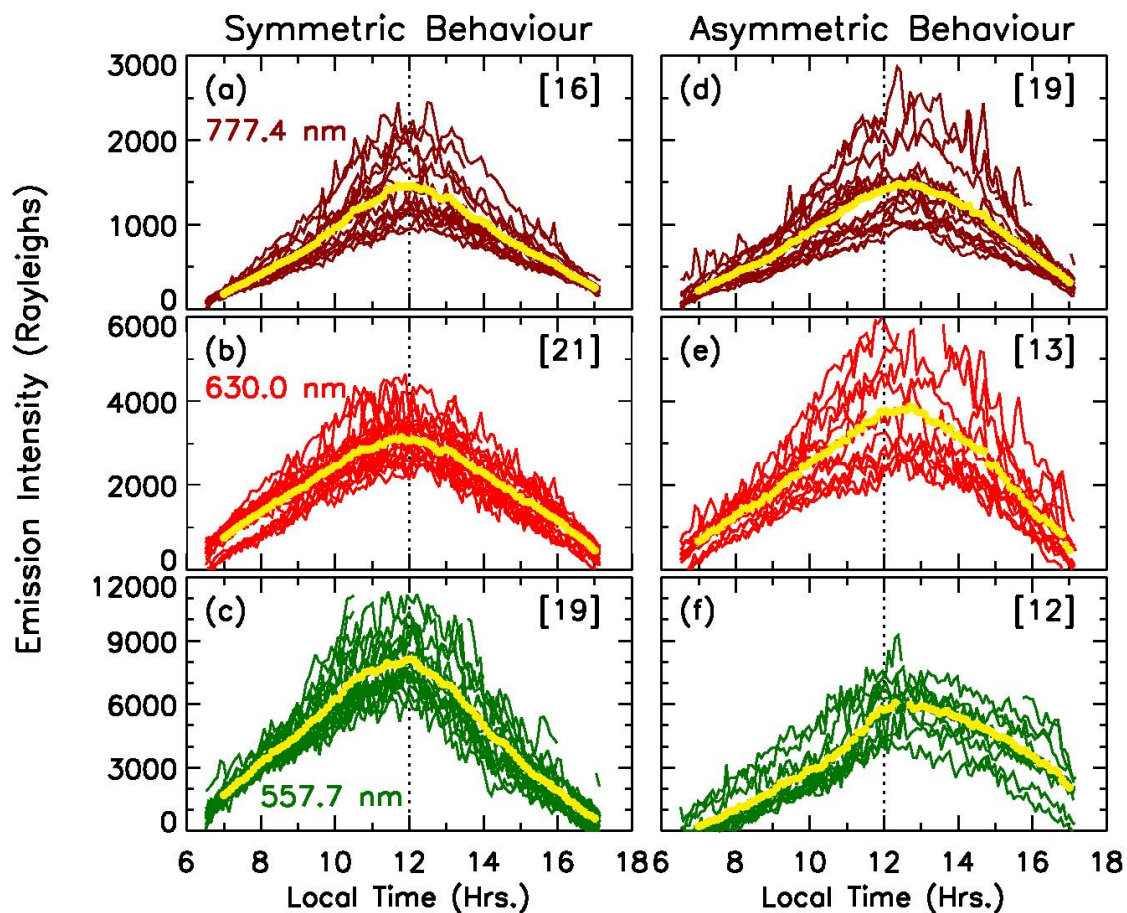 Symmetric Behaviour
Asymmetric Behaviour
Emission Intensity (Rayleighs)
3000
2000
1000
0
(a)
[16]
777.4 nm
(d)
[19]
6000
4000
2000
0
(b)
[21]
630.0 nm
(e)
[13]
12000
9000
6000
3000
0
(c)
[19]
557.7 nm
(f)
[12]
6 8 10 12 14 16 18
6 8 10 12 14 16 18
Local Time (Hrs.)
Local Time (Hrs.)